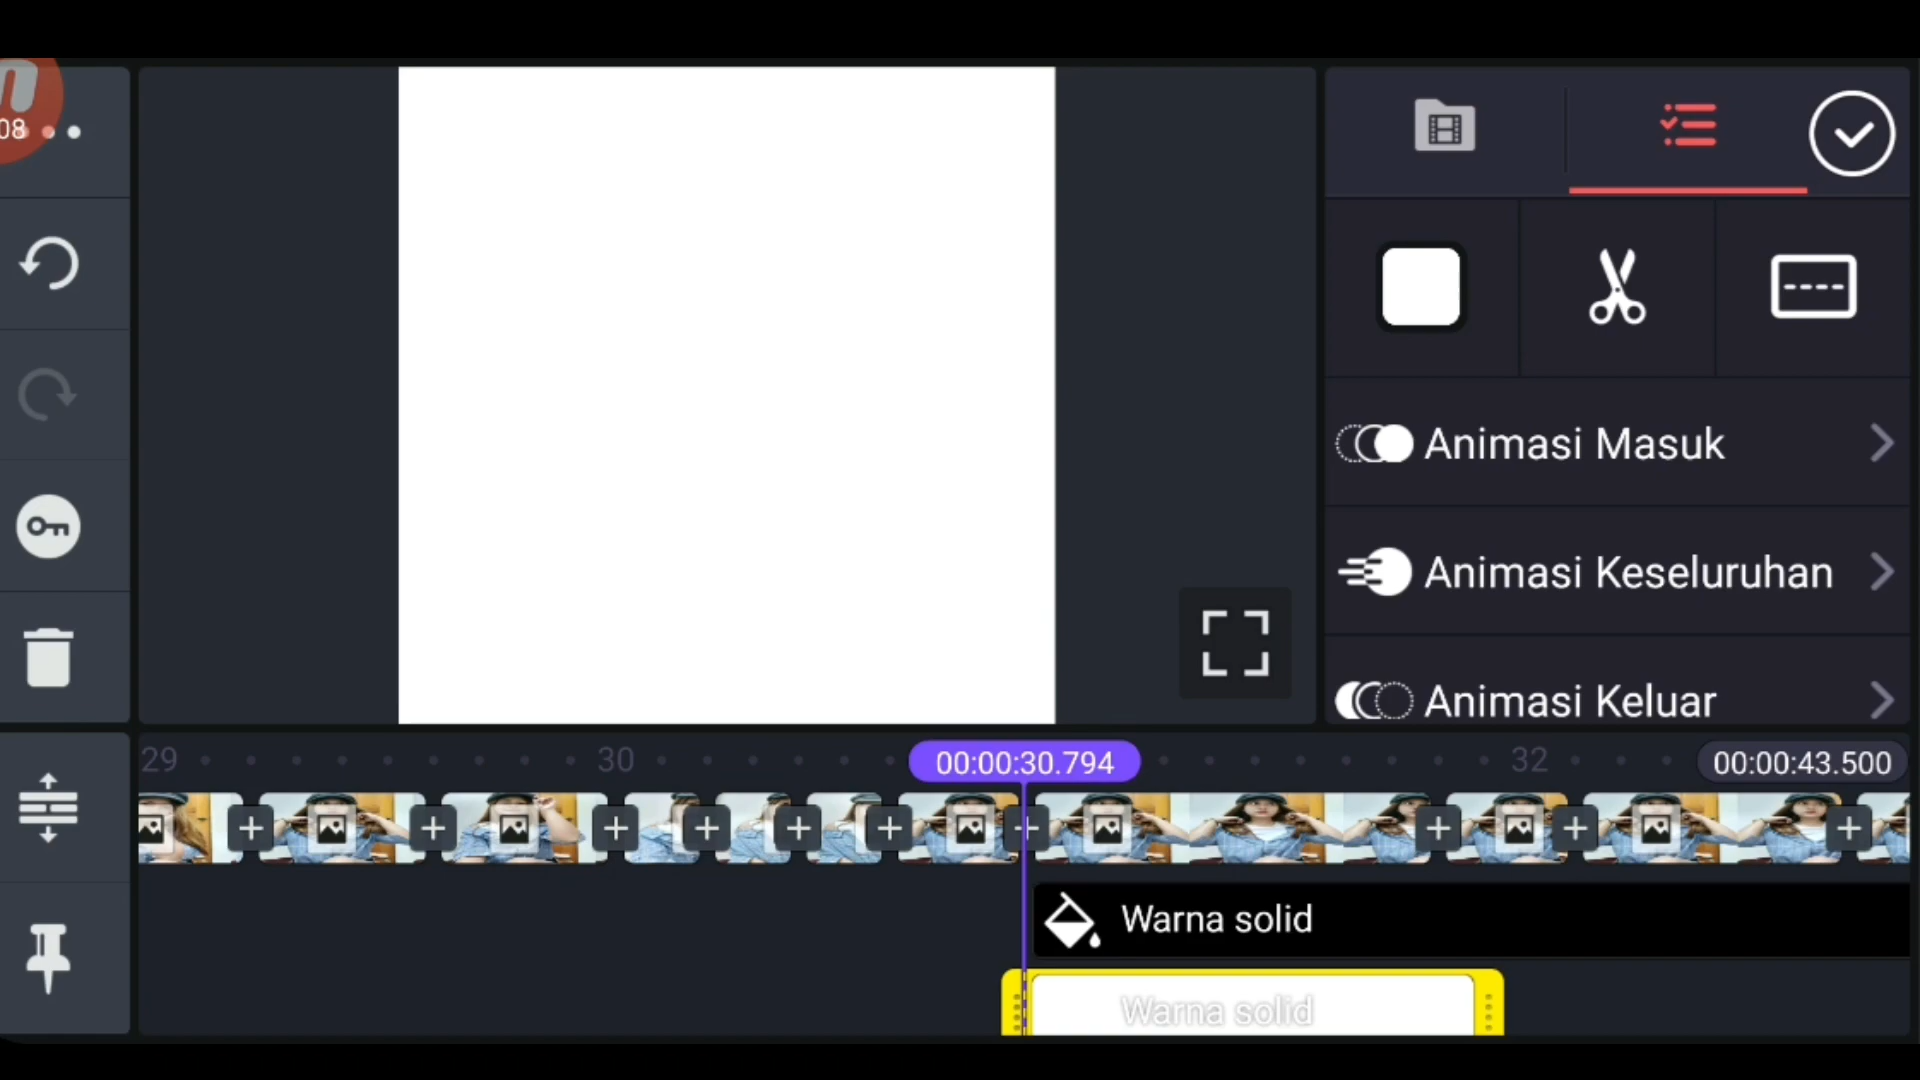 08
Animasi Masuk
Animasi Keseluruhan
Animasi Keluar
29
30
00:00:30.794
32
00:00:43.500
Warna solid
Warna solid